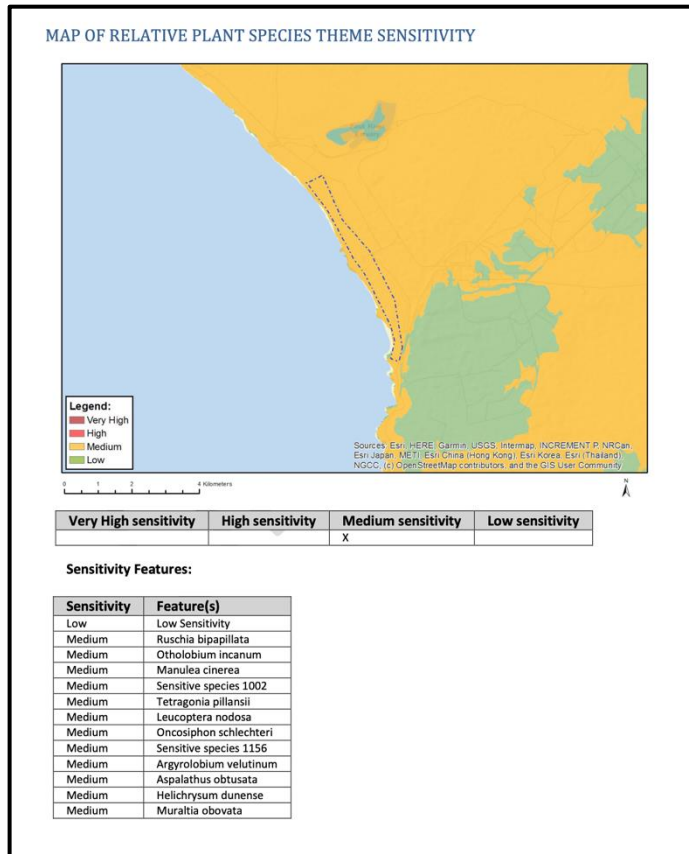 MAP OF RELATIVE PLANT SPECIES THEME SENSITIVITY
Legend:
Very High
High
Medium
Low
Sources: Esri, HERE, Garmin, USGS, Intermap, INCREMENT P, NRCan,
Esri Japan, METI, Esri China (Hong Kong), Esri Korea, Esri (Thailand),
NGCC, (c) OpenStreetMap contributors, and the GIS User Community
0 1 2 4 Kilometers
N
Very High sensitivity High sensitivity Medium sensitivity Low sensitivity
X
Sensitivity Features:
Sensitivity Feature(s)
Low Low Sensitivity
Medium Ruschia bipapillata
Medium Otholobium incanum
Medium Manulea cinerea
Medium Sensitive species 1002
Medium Tetragonia pillansii
Medium Leucoptera nodosa
Medium Oncosiphon schlechteri
Medium Sensitive species 1156
Medium Argyrolobium velutinum
Medium Aspalathus obtusata
Medium Helichrysum dunense
Medium Muraltia obovata